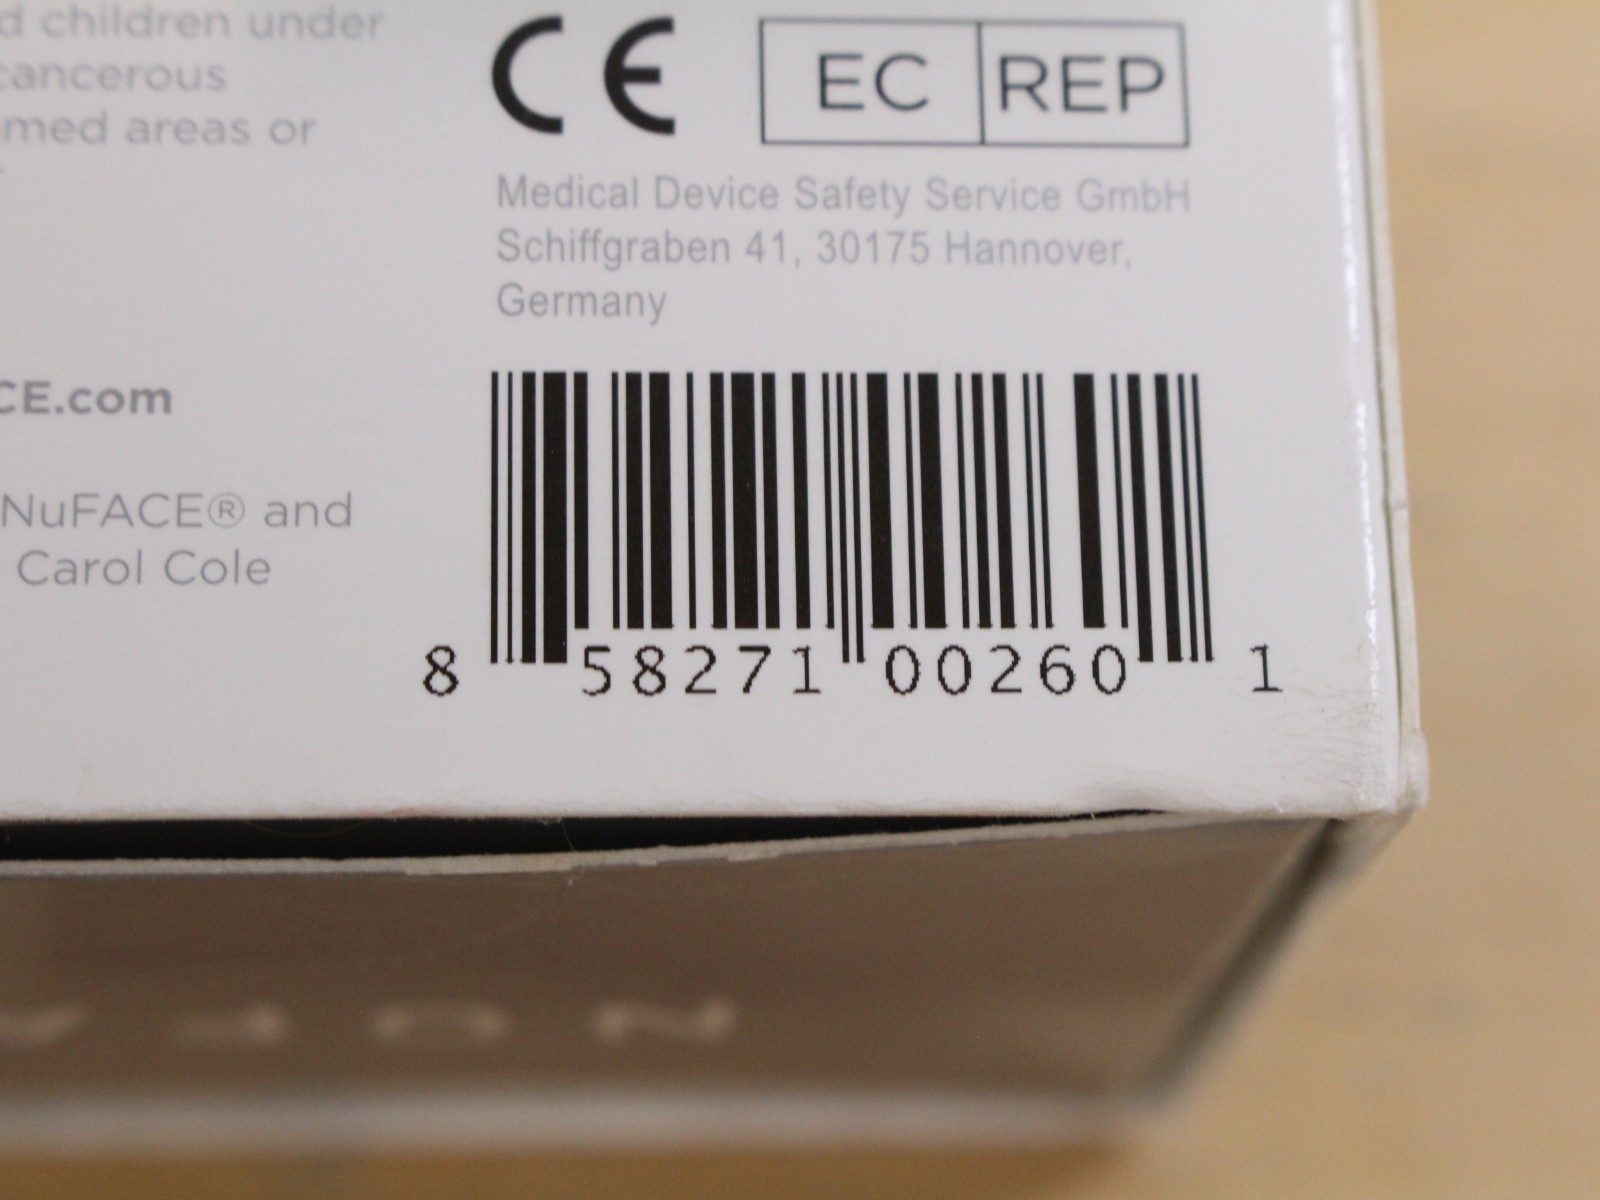 d children under
cancerous
med areas or
CE.com
NuFACE® and
Carol Cole
CE
EC REP
Medical Device Safety Service GmbH
Schiffgraben 41, 30175 Hannover,
Germany
8 58271 00260 1